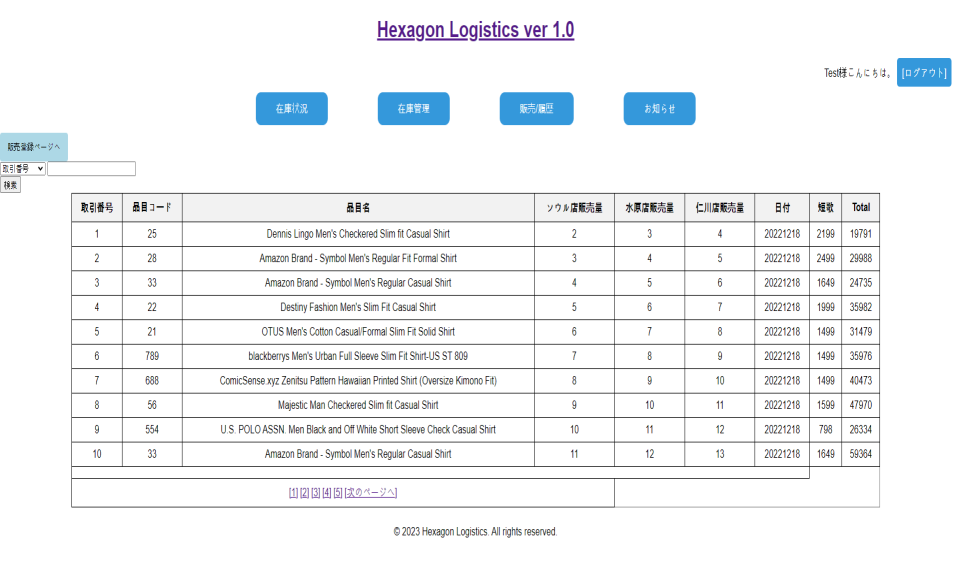 Hexagon Logistics ver 1.0
Test様こんにちは。 [ログアウト]
在庫状況 在庫管理 販売/履歴 お知らせ
販売登録ページへ
取引番号
検索
取引番号 品目コード 品目名 ソウル店販売量 水原店販売量 仁川店販売量 日付 短歌 Total
1 25 Dennis Lingo Men's Checkered Slim fit Casual Shirt 2 3 4 20221218 2199 19791
2 28 Amazon Brand - Symbol Men's Regular Fit Formal Shirt 3 4 5 20221218 2499 29988
3 33 Amazon Brand - Symbol Men's Regular Casual Shirt 4 5 6 20221218 1649 24735
4 22 Destiny Fashion Men's Slim Fit Casual Shirt 5 6 7 20221218 1999 35982
5 21 OTUS Men's Cotton Casual/Formal Slim Fit Solid Shirt 6 7 8 20221218 1499 31479
6 789 blackberrys Men's Urban Full Sleeve Slim Fit Shirt-US ST 809 7 8 9 20221218 1499 35976
7 688 ComicSense.xyz Zenitsu Pattern Hawaiian Printed Shirt (Oversize Kimono Fit) 8 9 10 20221218 1499 40473
8 56 Majestic Man Checkered Slim fit Casual Shirt 9 10 11 20221218 1599 47970
9 554 U.S. POLO ASSN. Men Black and Off White Short Sleeve Check Casual Shirt 10 11 12 20221218 798 26334
10 33 Amazon Brand - Symbol Men's Regular Casual Shirt 11 12 13 20221218 1649 59364
[1] [2] [3] [4] [5] [次のページへ]
© 2023 Hexagon Logistics. All rights reserved.